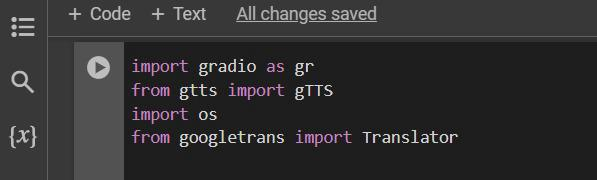 + Code + Text All changes saved
import gradio as gr
from gtts import gTTS
import os
{x} from googletrans import Translator